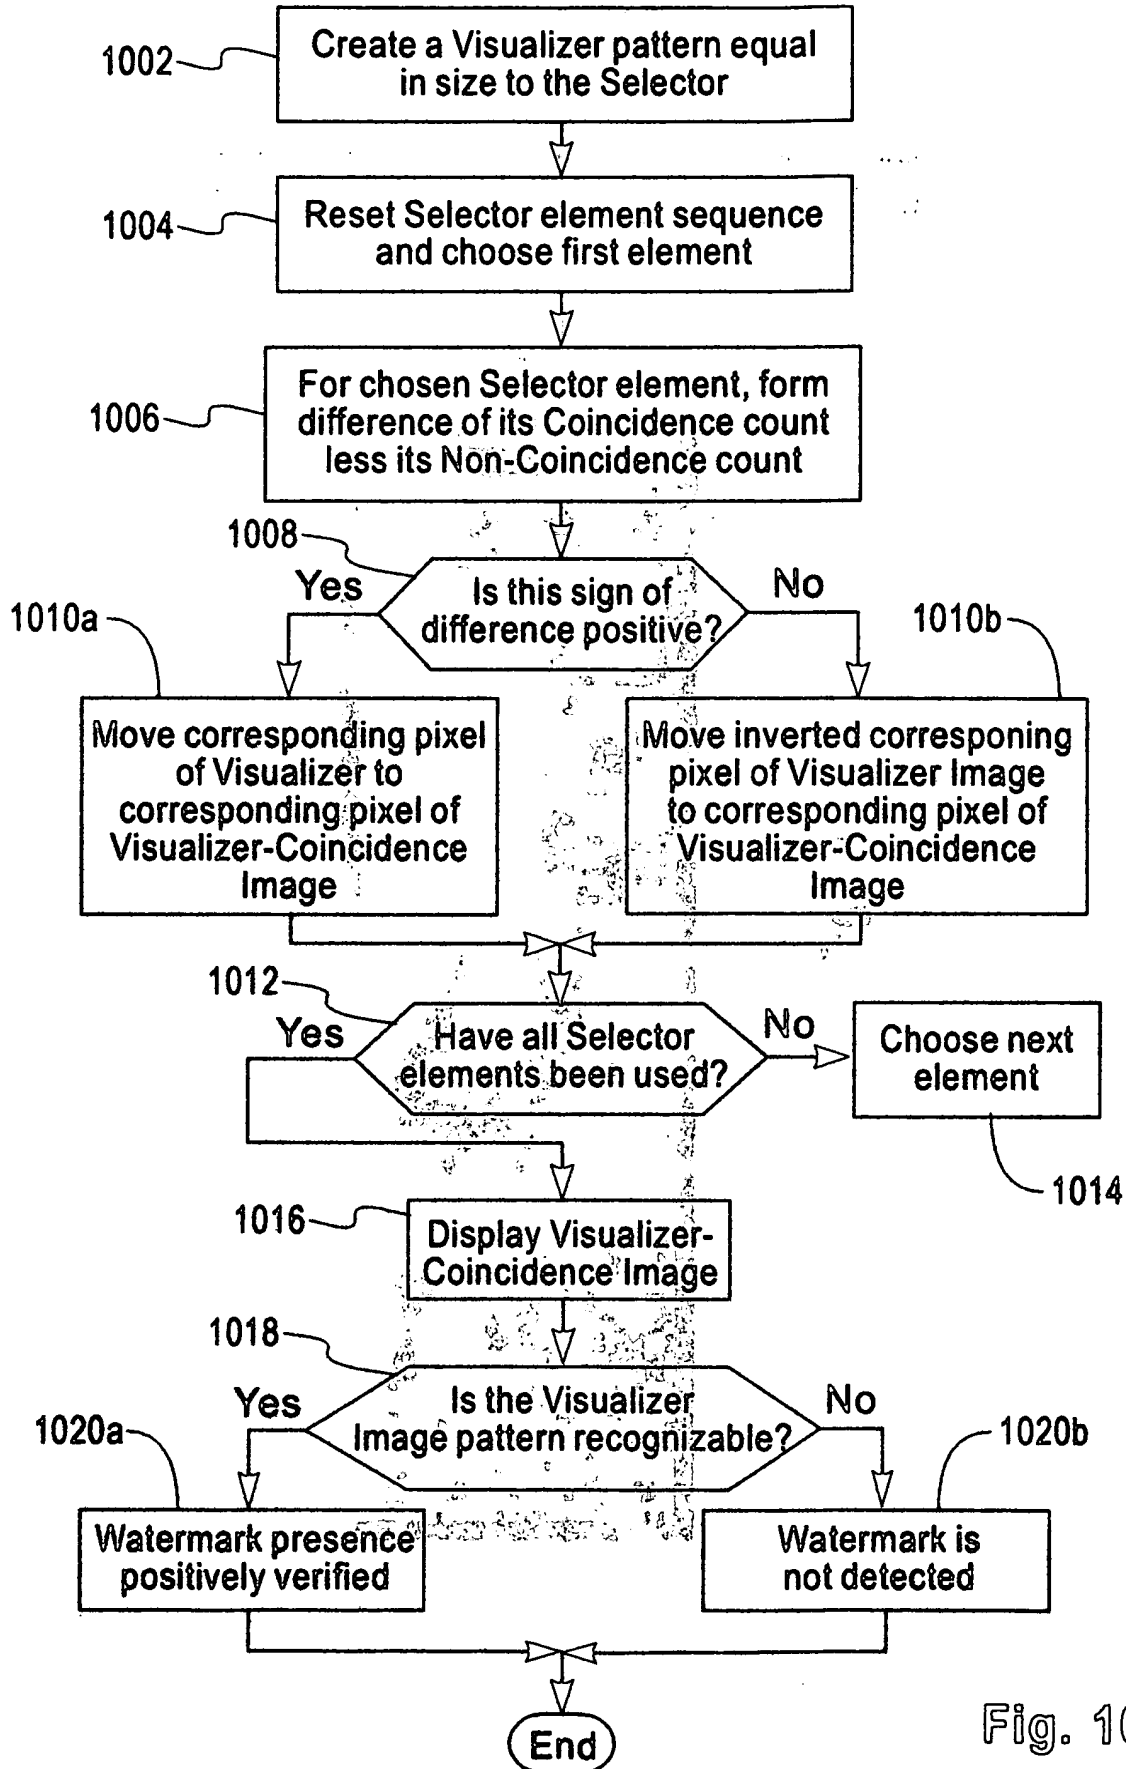 1002
Create a Visualizer pattern equal
in size to the Selector
1004
Reset Selector element sequence
and choose first element
1006
For chosen Selector element, form
difference of its Coincidence count
less its Non-Coincidence count
1008
Yes
Is this sign of
difference positive?
No
1010a
Move corresponding pixel
of Visualizer to
corresponding pixel of
Visualizer-Coincidence
Image
1010b
Move inverted corresponing
pixel of Visualizer Image
to corresponding pixel of
Visualizer-Coincidence
Image
1012
Yes
Have all Selector
elements been used?
No
Choose next
element
1014
1016
Display Visualizer-
Coincidence Image
1018
Yes
Is the Visualizer
Image pattern recognizable?
No
1020a
Watermark presence
positively verified
1020b
Watermark is
not detected
End
Fig. 10